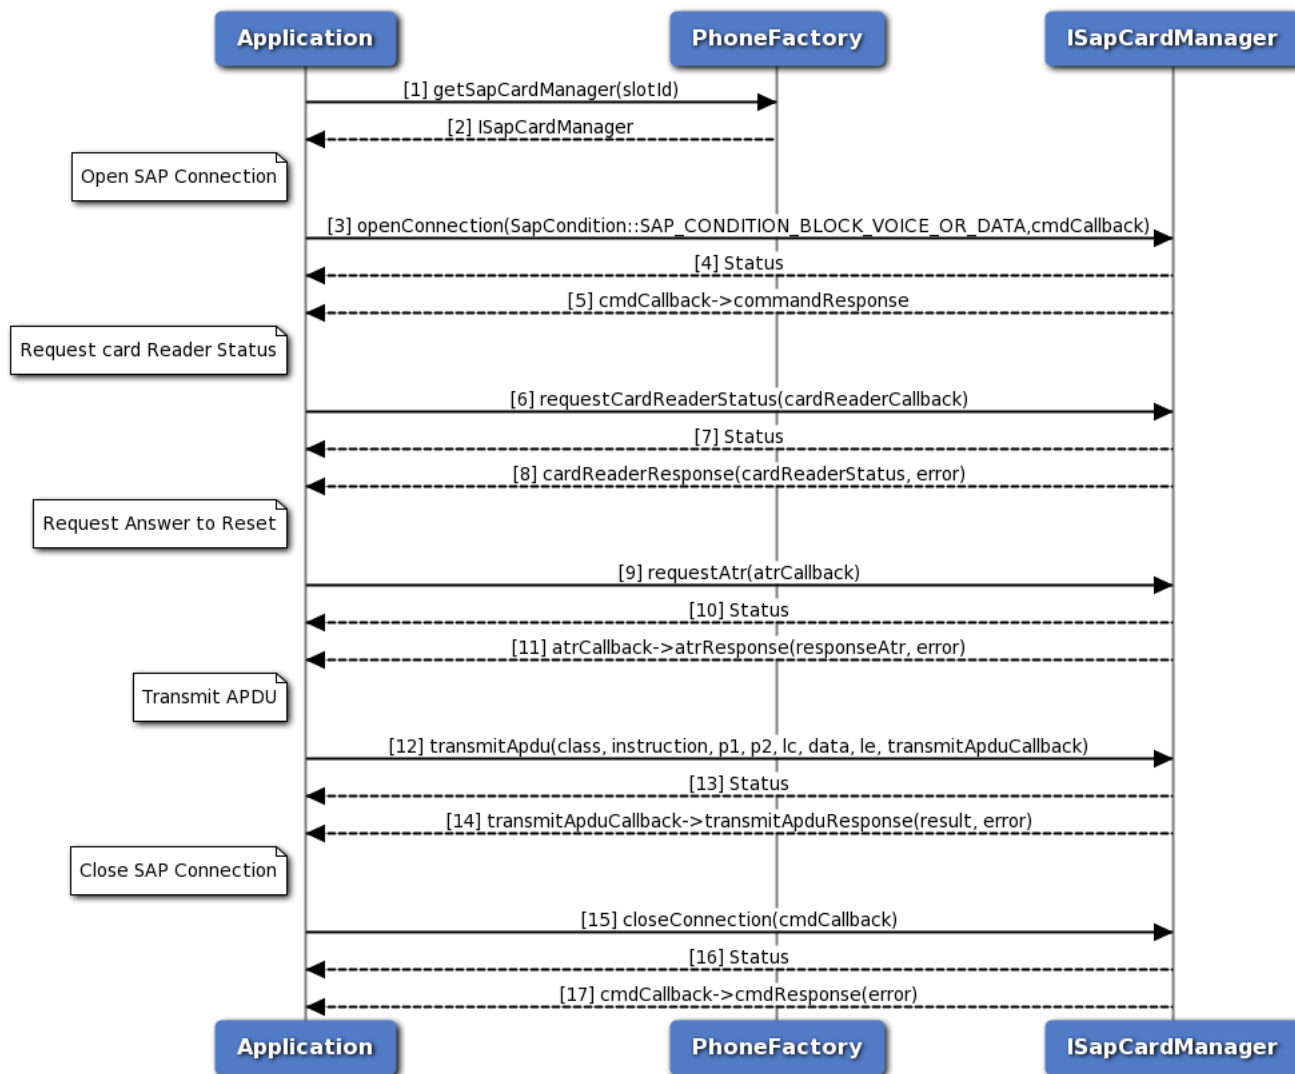 Application
PhoneFactory
ISapCardManager
[1] getSapCardManager(slotId)
[2] ISapCardManager
Open SAP Connection
[3] openConnection(SapCondition::SAP_CONDITION_BLOCK_VOICE_OR_DATA,cmdCallback)
[4] Status
[5] cmdCallback->commandResponse
Request card Reader Status
[6] requestCardReaderStatus(cardReaderCallback)
[7] Status
[8] cardReaderResponse(cardReaderStatus, error)
Request Answer to Reset
[9] requestAtr(atrCallback)
[10] Status
[11] atrCallback->atrResponse(responseAtr, error)
Transmit APDU
[12] transmitApdu(class, instruction, p1, p2, lc, data, le, transmitApduCallback)
[13] Status
[14] transmitApduCallback->transmitApduResponse(result, error)
Close SAP Connection
[15] closeConnection(cmdCallback)
[16] Status
[17] cmdCallback->cmdResponse(error)
Application
PhoneFactory
ISapCardManager